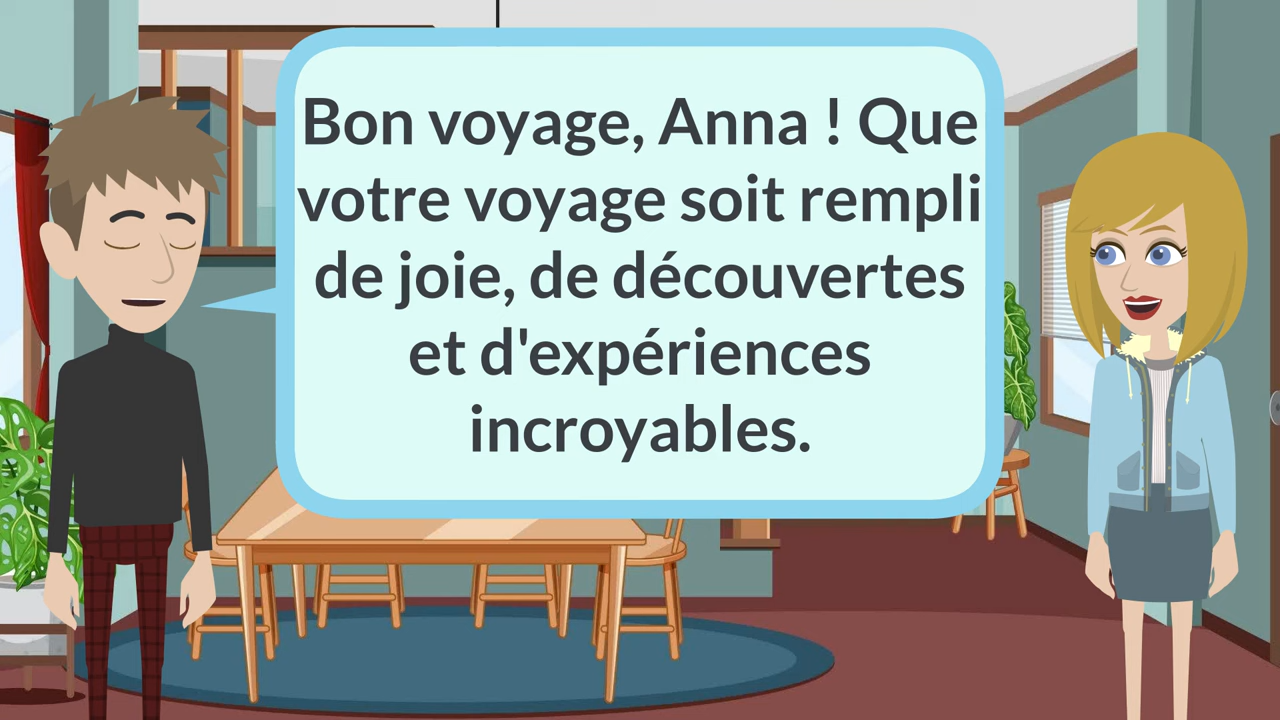 Bon voyage, Anna ! Que
votre voyage soit rempli
de joie, de découvertes
et d'expériences
incroyables.